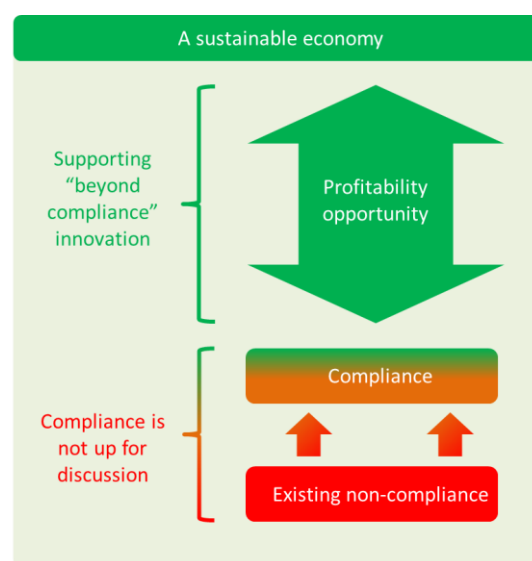 A sustainable economy
Supporting
“beyond
compliance”
innovation
Profitability
opportunity
Compliance
Compliance is
not up for
discussion
Existing non-compliance